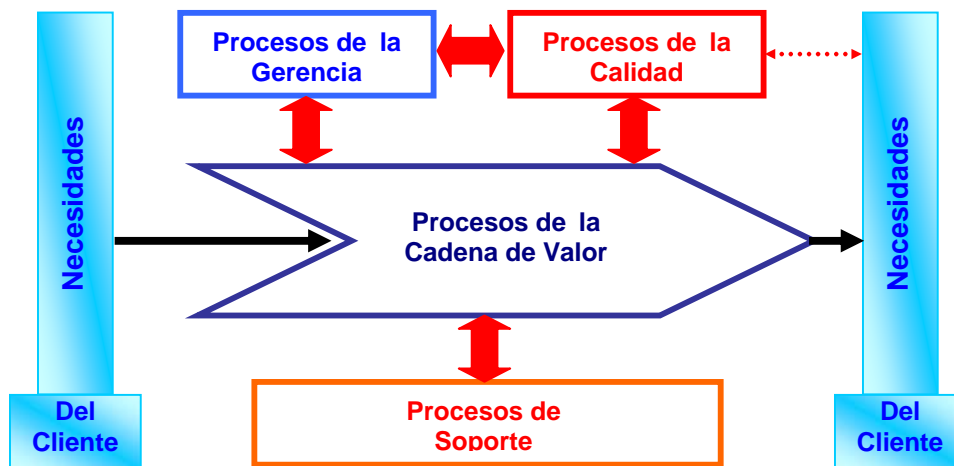 Procesos de la
Gerencia
Procesos de la
Calidad
Necesidades
Del
Cliente
Procesos de la
Cadena de Valor
Necesidades
Del
Cliente
Procesos de
Soporte